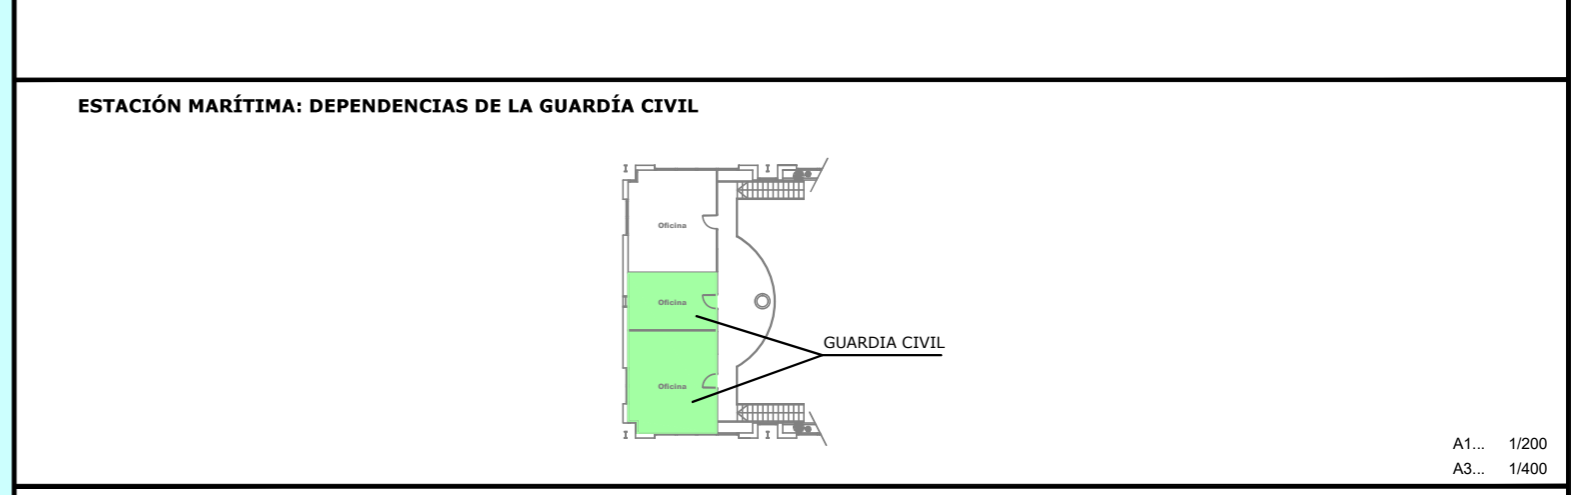 ESTACIÓN MARÍTIMA: DEPENDENCIAS DE LA GUARDÍA CIVIL
I
I
Oficina
Oficina
GUARDIA CIVIL
Oficina
I
I
A1... 1/200
A3... 1/400